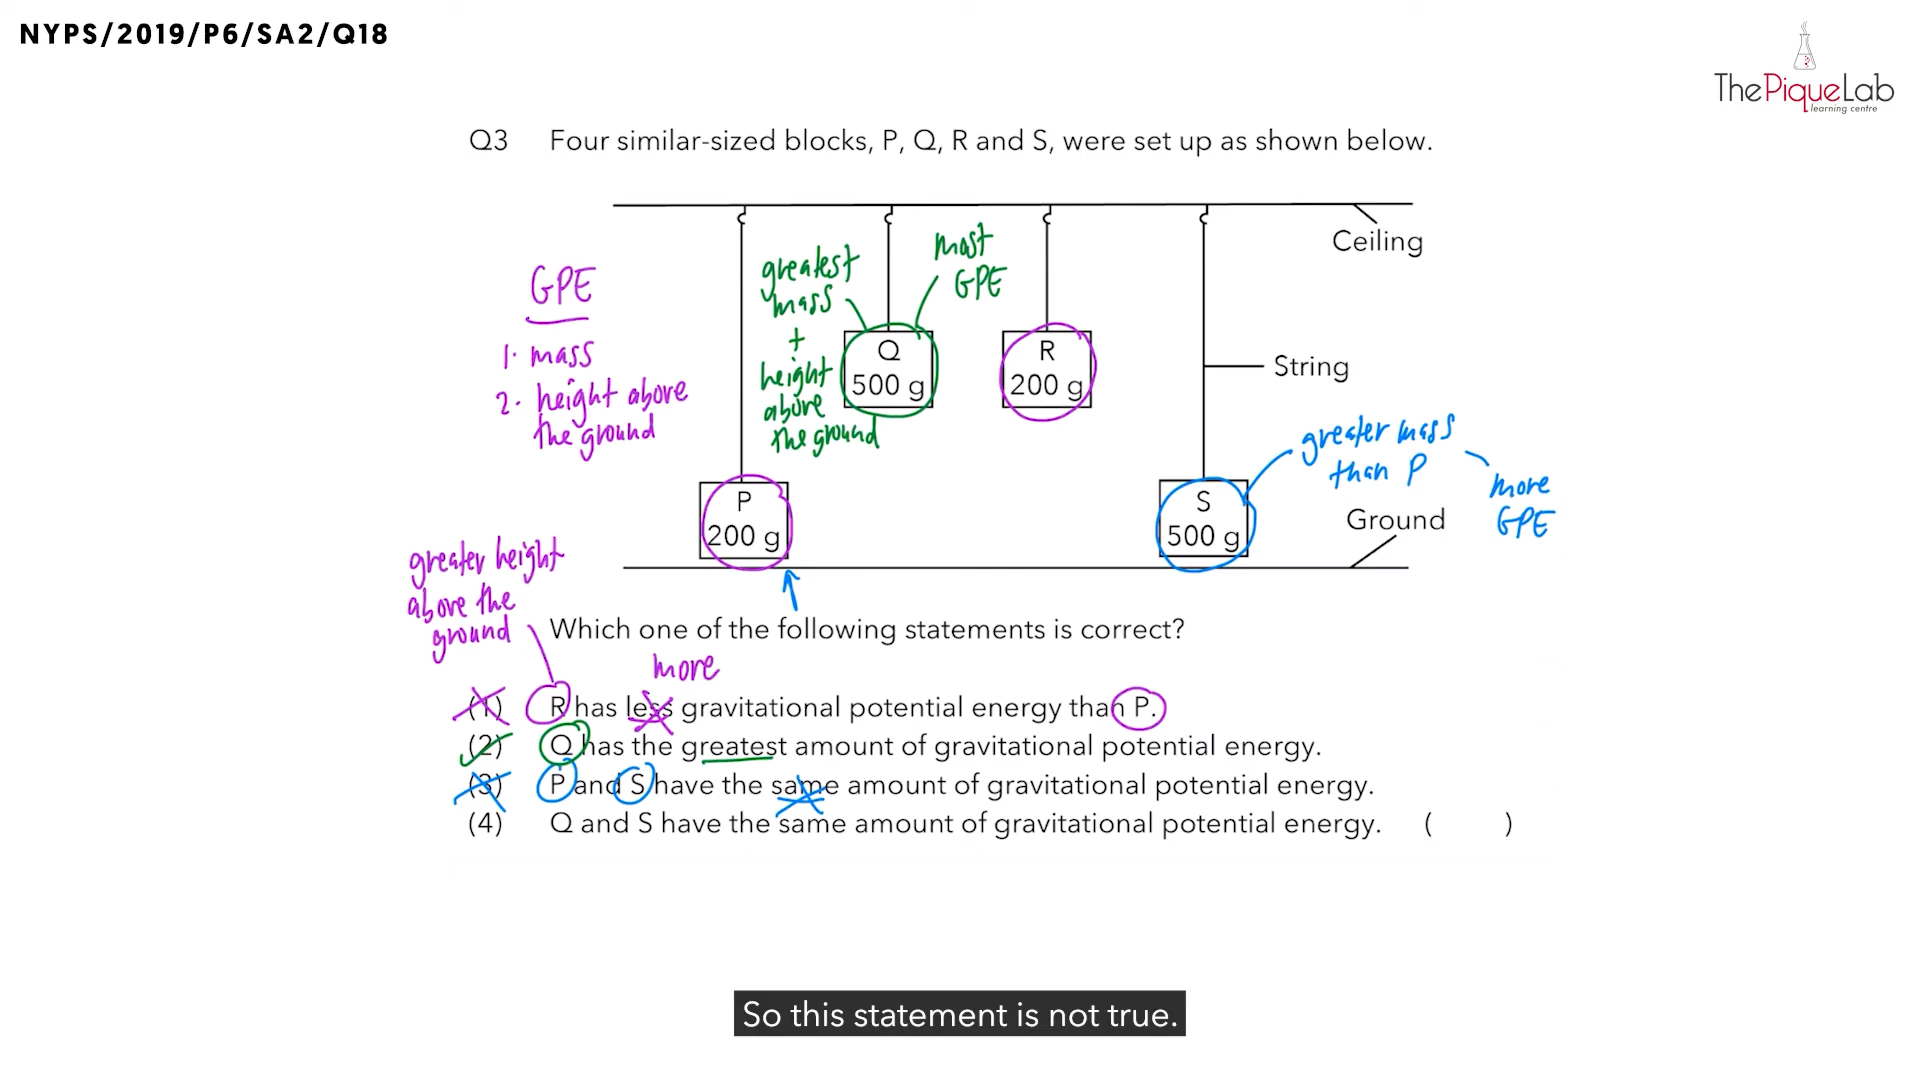 NYPS/2019/P6/SA2/Q18
ThePiqueLab
learning centre
Q3 Four similar-sized blocks, P, Q, R and S, were set up as shown below.
Ceiling
GPE
1. mass
2. height above
the ground
greatest
mass
+
height
above
the ground
most
GPE
Q
500 g
R
200 g
String
greater mass
than P
more
GPE
P
200 g
S
500 g
Ground
greater height
above the
ground
Which one of the following statements is correct?
more
(1) R has less gravitational potential energy than P.
(2) Q has the greatest amount of gravitational potential energy.
(3) P and S have the same amount of gravitational potential energy.
(4) Q and S have the same amount of gravitational potential energy. ( )
So this statement is not true.